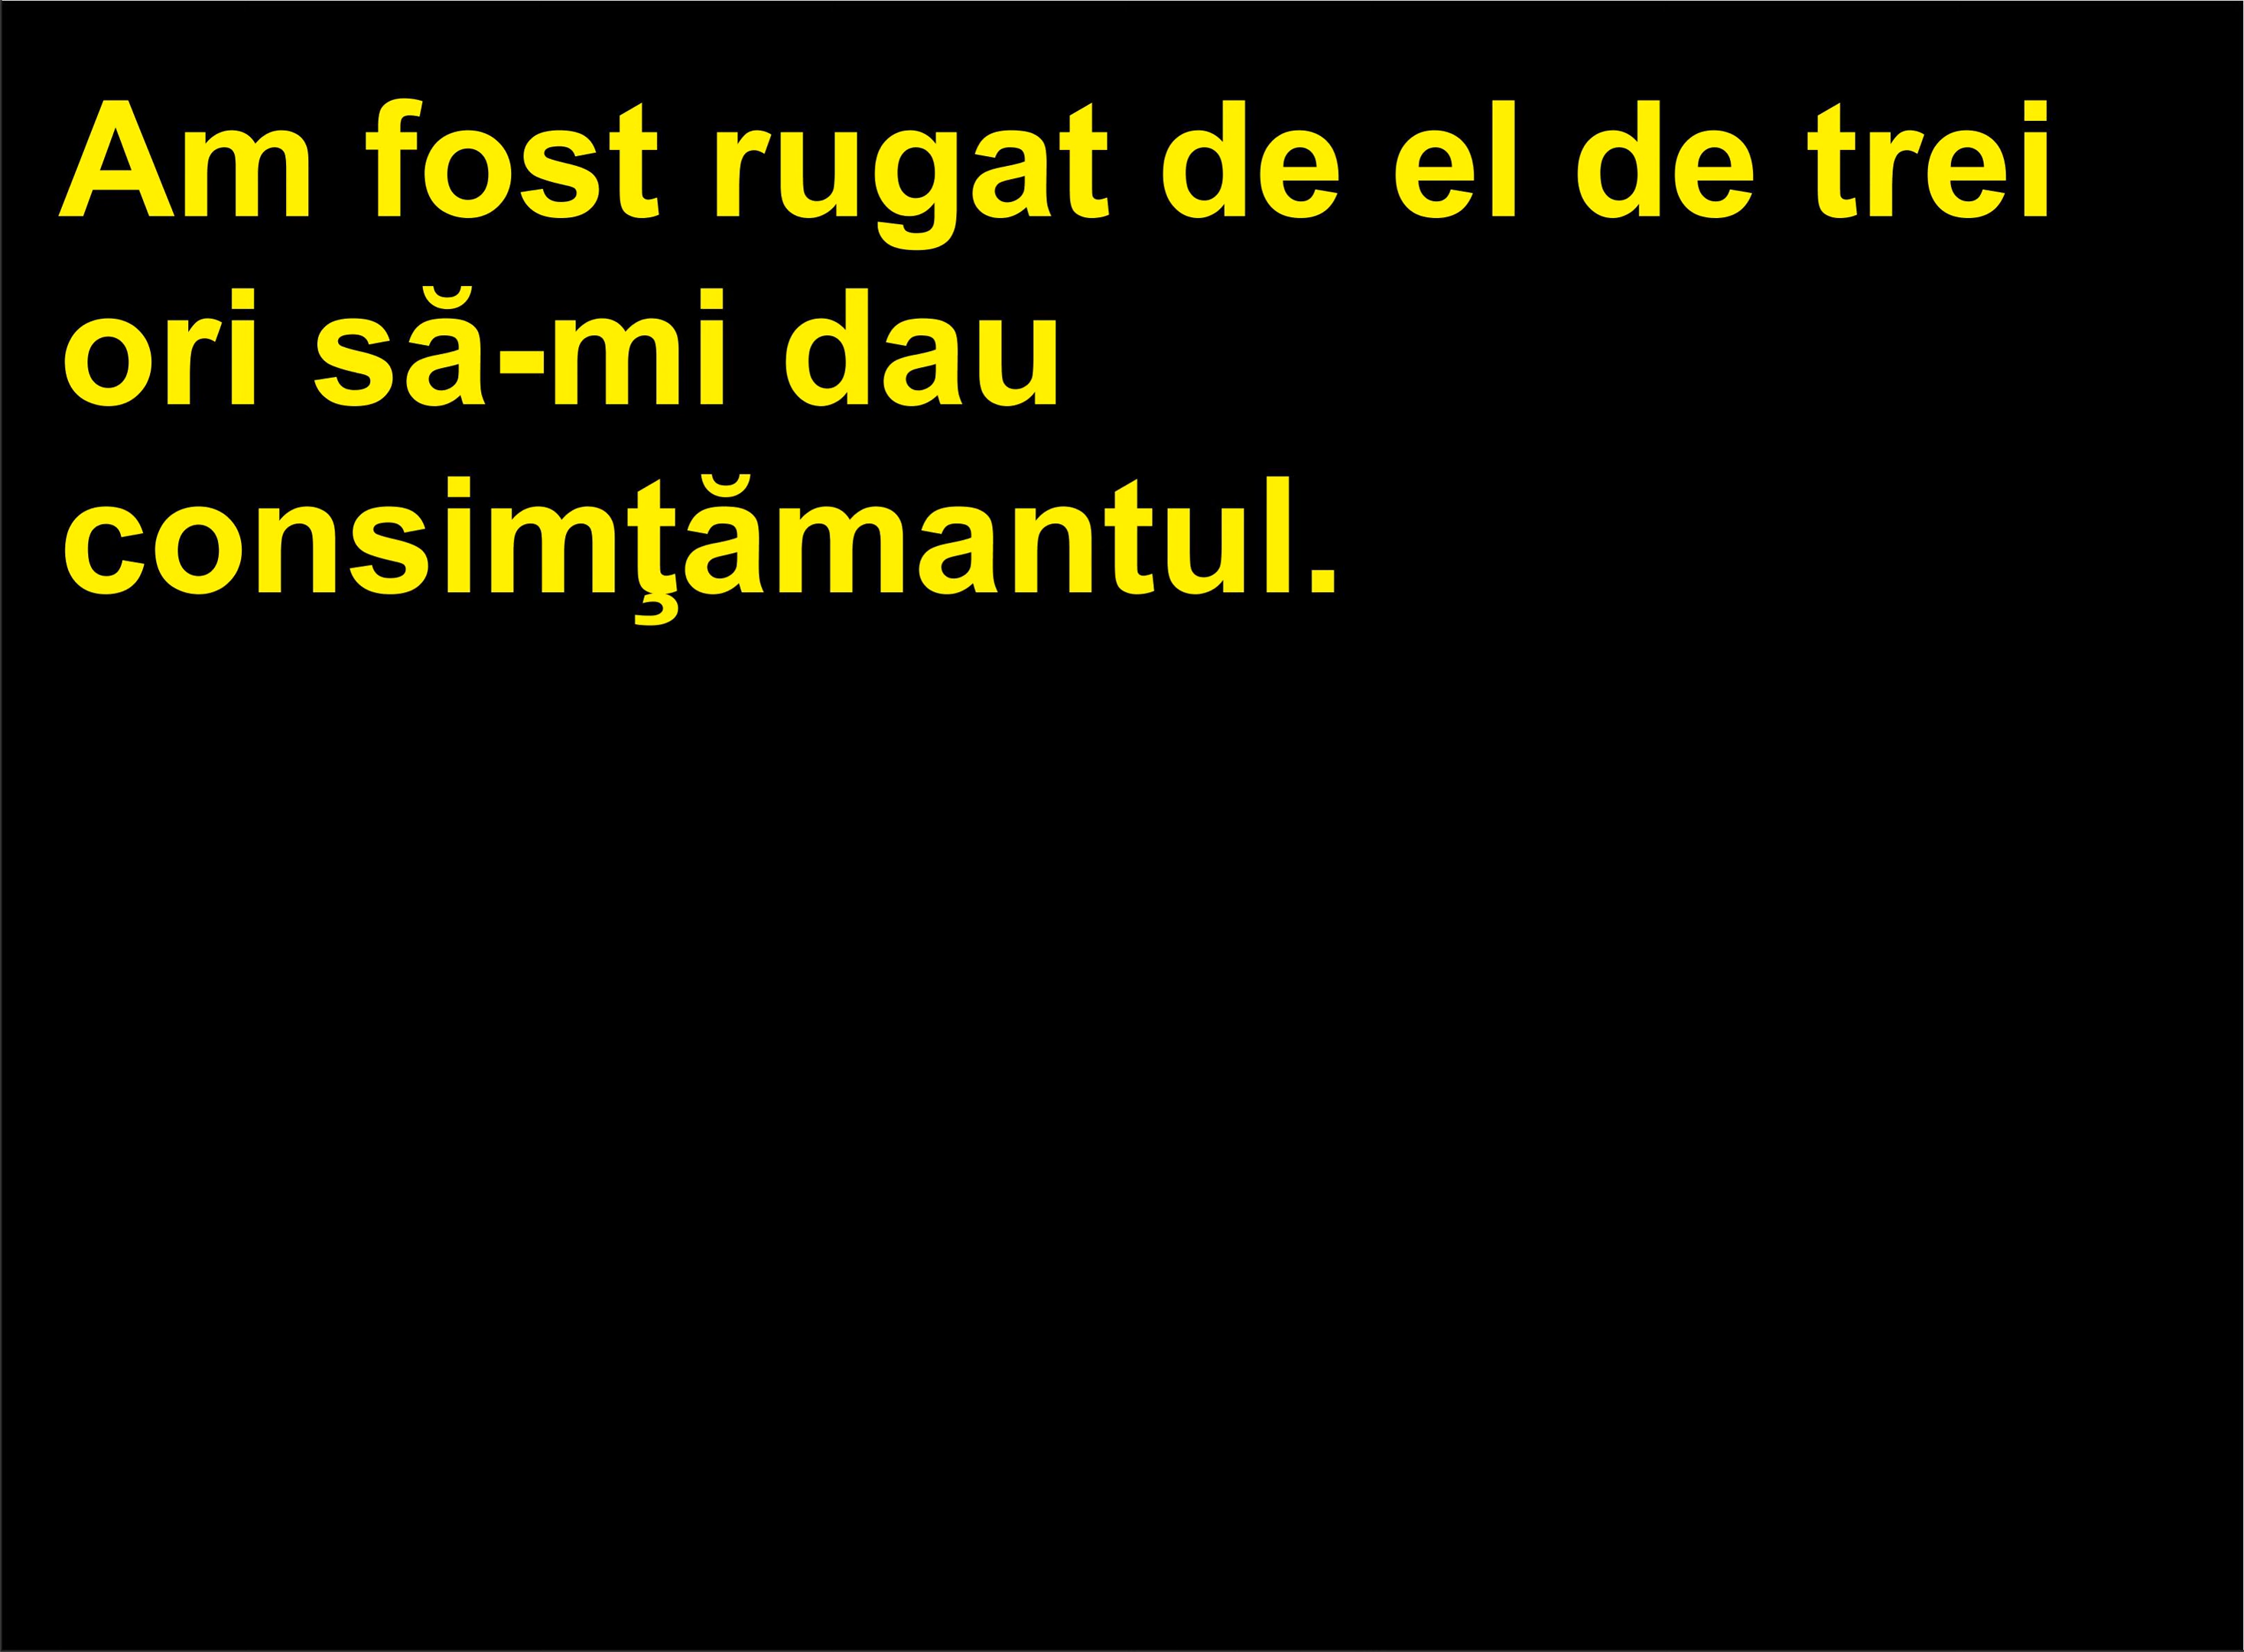 Am fost rugat de el de trei
ori să-mi dau
consimţămantul.